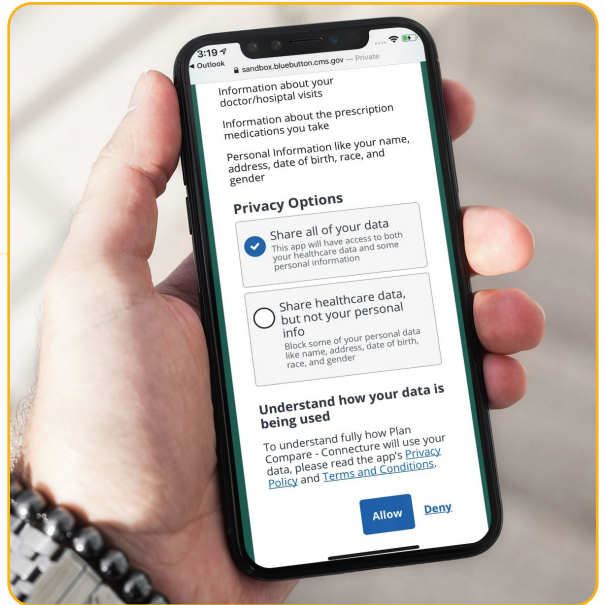 3:19
Outlook
sandbox.bluebutton.cms.gov — Private
Information about your
doctor/hosiptal visits
Information about the prescription
medications you take
Personal Information like your name,
address, date of birth, race, and
gender
Privacy Options
Share all of your data
This app will have access to both
your healthcare data and some
personal information
Share healthcare data,
but not your personal
info
Block some of your personal data
like name, address, date of birth,
race, and gender
Understand how your data is
being used
To understand fully how Plan
Compare - Connecture will use your
data, please read the app's Privacy
Policy and Terms and Conditions.
Allow
Deny